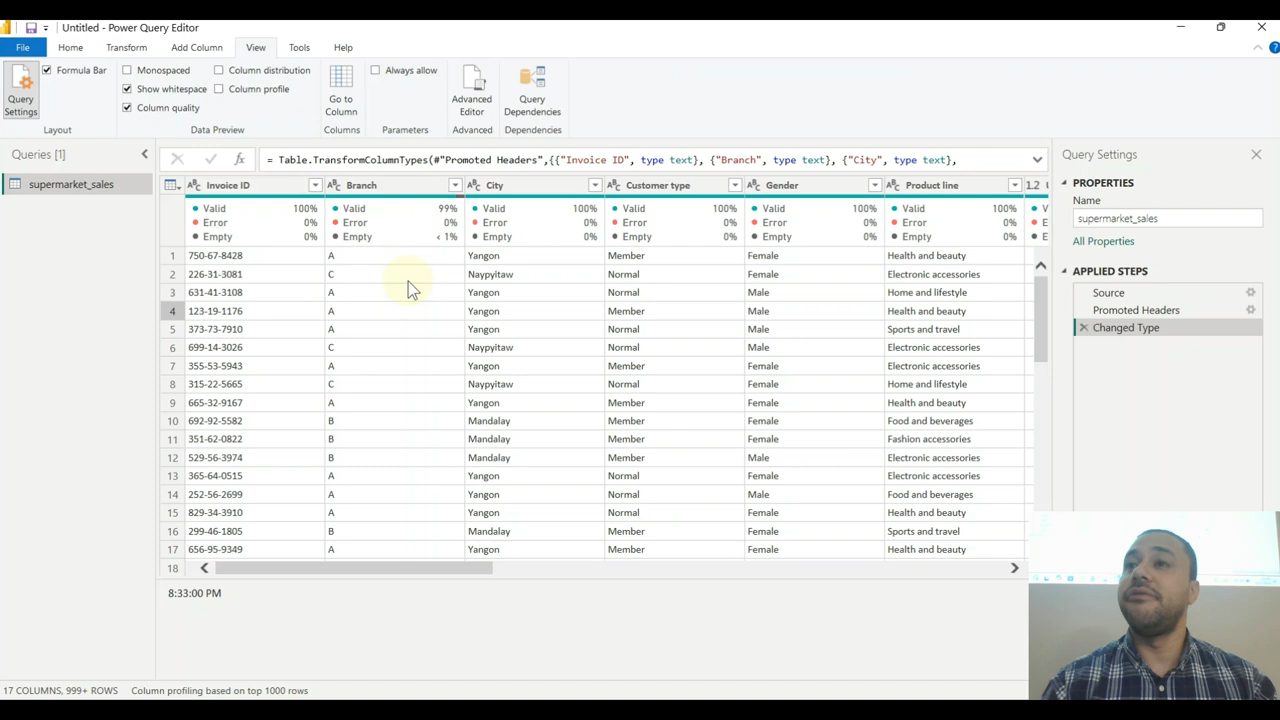 Untitled - Power Query Editor
File Home Transform Add Column View Tools Help
Query Settings
Formula Bar
Layout
Monospaced
Show whitespace
Column quality
Column distribution
Column profile
Data Preview
Go to Column
Columns
Always allow
Parameters
Advanced Editor
Advanced
Query Dependencies
Dependencies
Queries [1]
supermarket_sales
fx = Table.TransformColumnTypes(#"Promoted Headers",{{"Invoice ID", type text}, {"Branch", type text}, {"City", type text},
Invoice ID Branch City Customer type Gender Product line 1.2
Valid 100% Valid 99% Valid 100% Valid 100% Valid 100% Valid 100%
Error 0% Error 0% Error 0% Error 0% Error 0% Error 0%
Empty 0% Empty < 1% Empty 0% Empty 0% Empty 0% Empty 0%
1 750-67-8428 A Yangon Member Female Health and beauty
2 226-31-3081 C Naypyitaw Normal Female Electronic accessories
3 631-41-3108 A Yangon Normal Male Home and lifestyle
4 123-19-1176 A Yangon Member Male Health and beauty
5 373-73-7910 A Yangon Normal Male Sports and travel
6 699-14-3026 C Naypyitaw Normal Male Electronic accessories
7 355-53-5943 A Yangon Member Female Electronic accessories
8 315-22-5665 C Naypyitaw Normal Female Home and lifestyle
9 665-32-9167 A Yangon Member Female Health and beauty
10 692-92-5582 B Mandalay Member Female Food and beverages
11 351-62-0822 B Mandalay Member Female Fashion accessories
12 529-56-3974 B Mandalay Member Male Electronic accessories
13 365-64-0515 A Yangon Normal Female Electronic accessories
14 252-56-2699 A Yangon Normal Male Food and beverages
15 829-34-3910 A Yangon Normal Female Health and beauty
16 299-46-1805 B Mandalay Member Female Sports and travel
17 656-95-9349 A Yangon Member Female Health and beauty
18
8:33:00 PM
Query Settings
PROPERTIES
Name
supermarket_sales
All Properties
APPLIED STEPS
Source
Promoted Headers
Changed Type
17 COLUMNS, 999+ ROWS Column profiling based on top 1000 rows